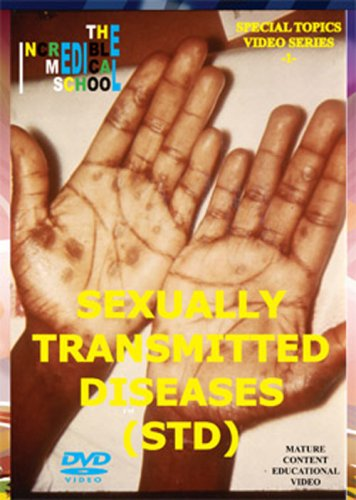 THE
INCREDIBLE
MEDICAL
SCHOOL
SPECIAL TOPICS
VIDEO SERIES
-1-
SEXUALLY
TRANSMITTED
DISEASES
(STD)
TM
DVD
VIDEO
MATURE
CONTENT
EDUCATIONAL
VIDEO